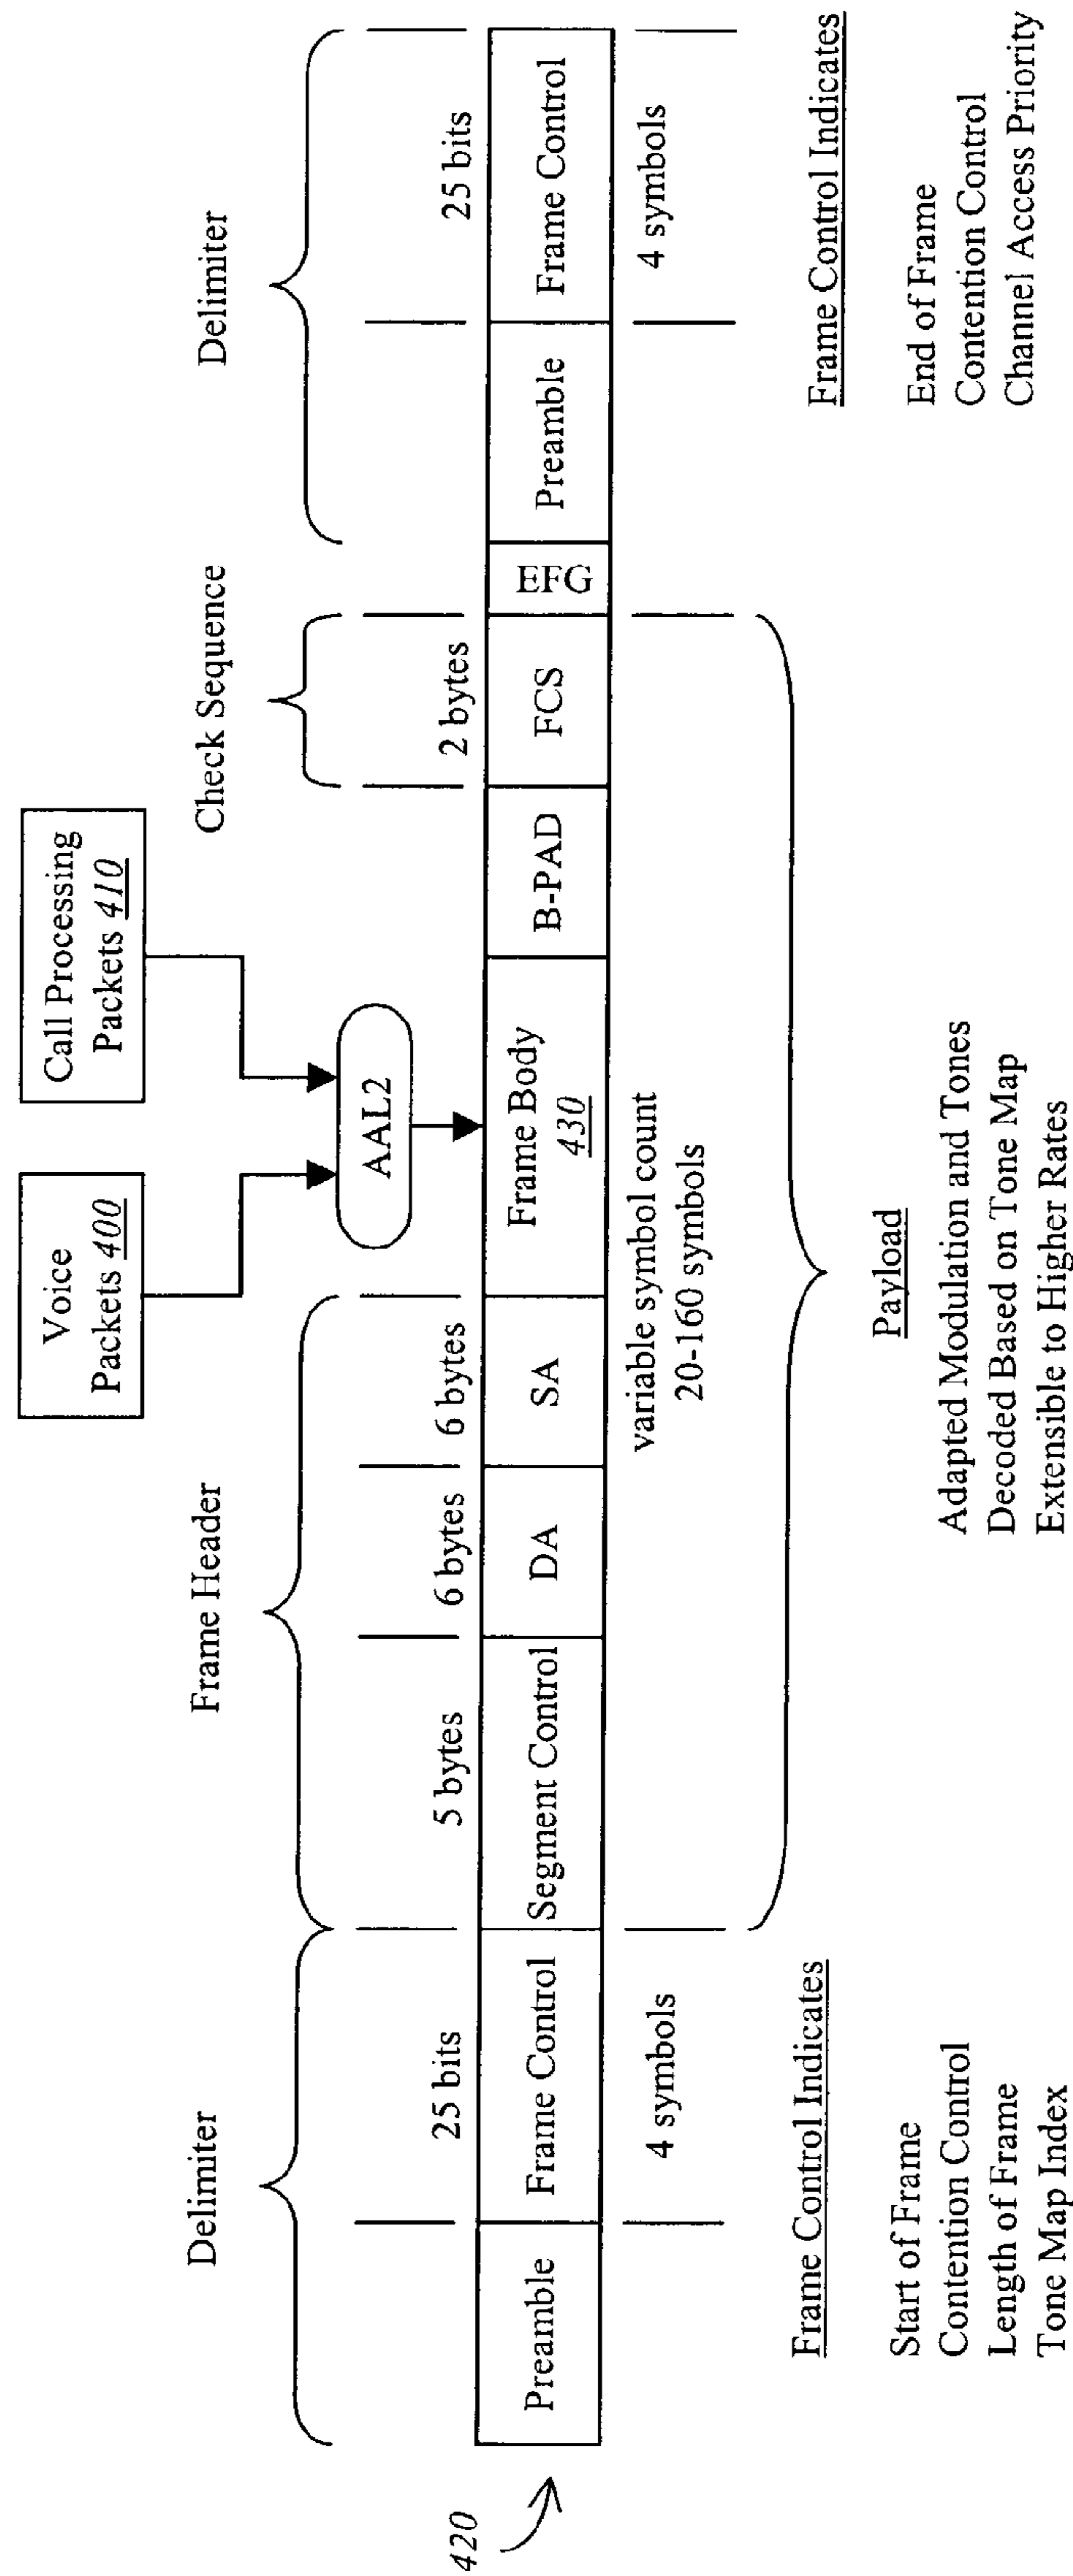 Voice
Packets 400
Call Processing
Packets 410
AAL2
Delimiter
Frame Header
Check Sequence
Delimiter
25 bits
5 bytes
6 bytes
6 bytes
2 bytes
25 bits
420
Preamble
Frame Control
Segment Control
DA
SA
Frame Body
430
B-PAD
FCS
EFG
Preamble
Frame Control
4 symbols
variable symbol count
20-160 symbols
4 symbols
Frame Control Indicates
Start of Frame
Contention Control
Length of Frame
Tone Map Index
Payload
Adapted Modulation and Tones
Decoded Based on Tone Map
Extensible to Higher Rates
Frame Control Indicates
End of Frame
Contention Control
Channel Access Priority